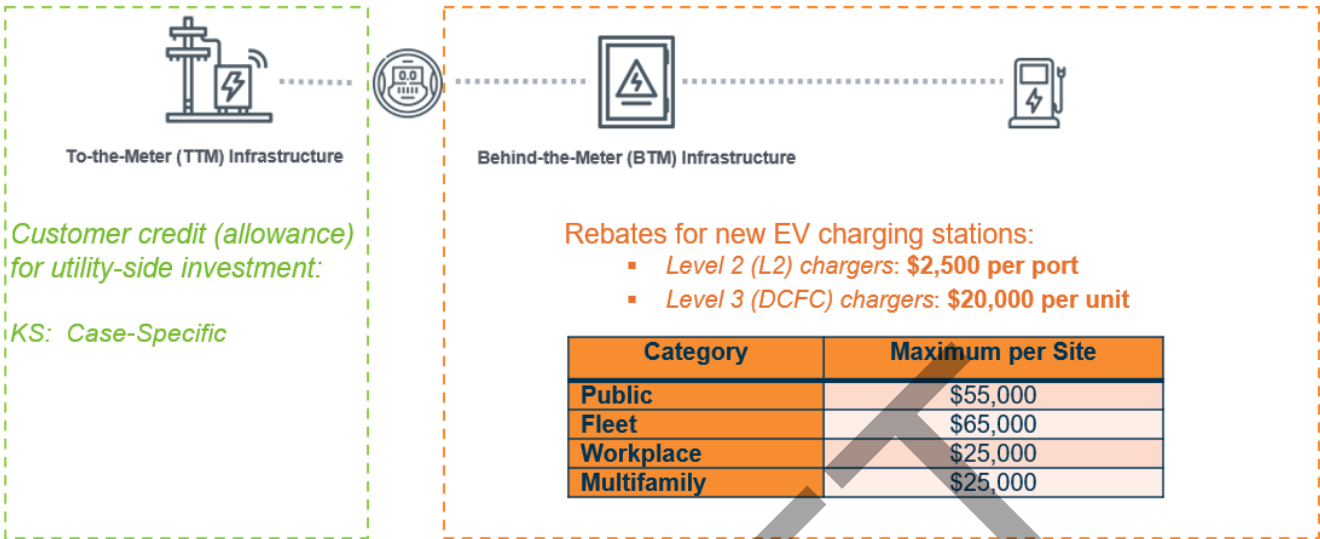 0.0
To-the-Meter (TTM) Infrastructure
Behind-the-Meter (BTM) Infrastructure
Customer credit (allowance)
for utility-side investment:
KS: Case-Specific
Rebates for new EV charging stations:
▪ Level 2 (L2) chargers: $2,500 per port
▪ Level 3 (DCFC) chargers: $20,000 per unit
Category Maximum per Site
Public $55,000
Fleet $65,000
Workplace $25,000
Multifamily $25,000